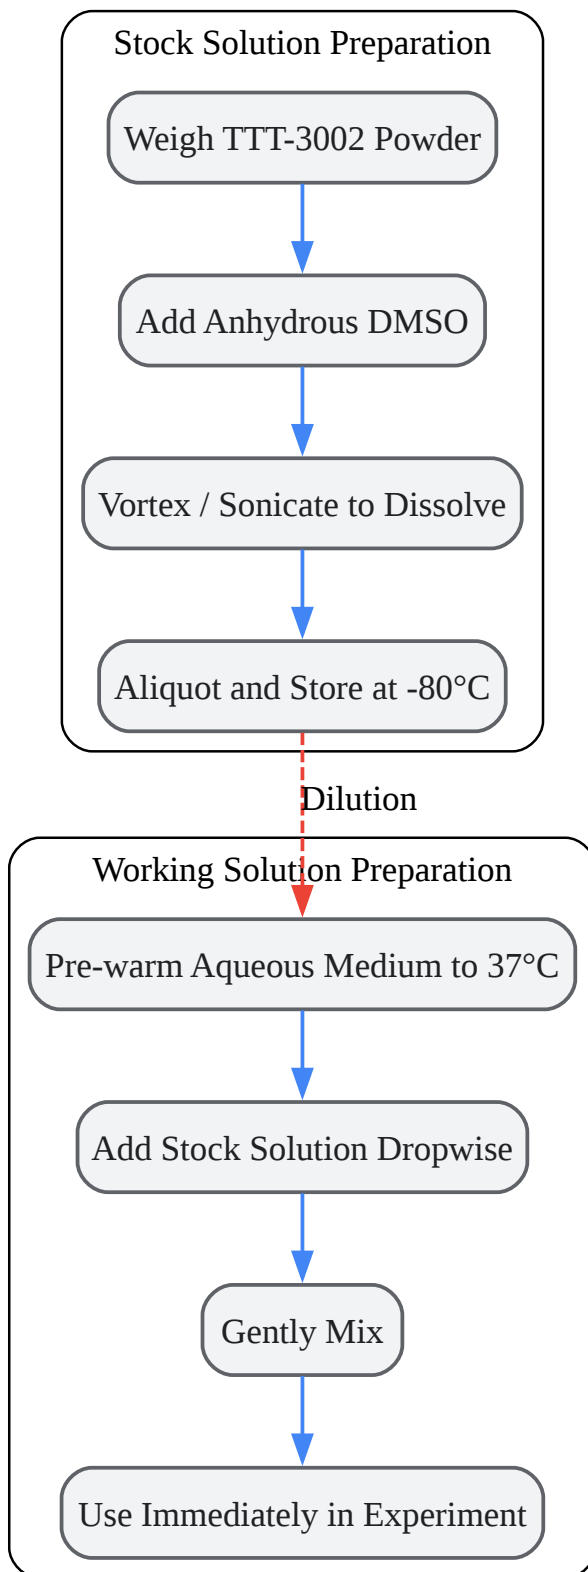 Stock Solution Preparation
Weigh TTT-3002 Powder
Add Anhydrous DMSO
Vortex / Sonicate to Dissolve
Aliquot and Store at -80°C
Dilution
Working Solution Preparation
Pre-warm Aqueous Medium to 37°C
Add Stock Solution Dropwise
Gently Mix
Use Immediately in Experiment